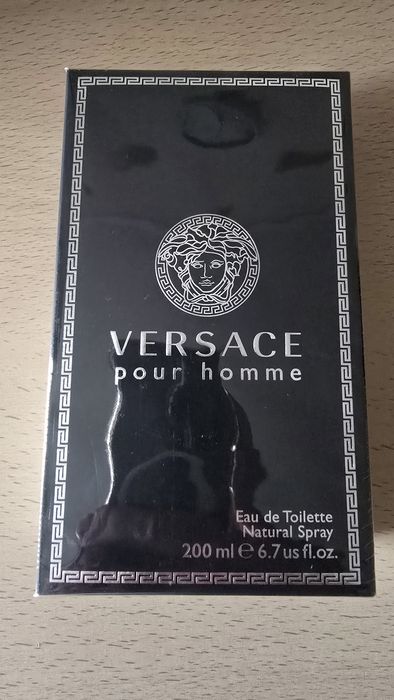 VERSACE
pour homme
Eau de Toilette
Natural Spray
200 ml ℮ 6.7 us fl.oz.